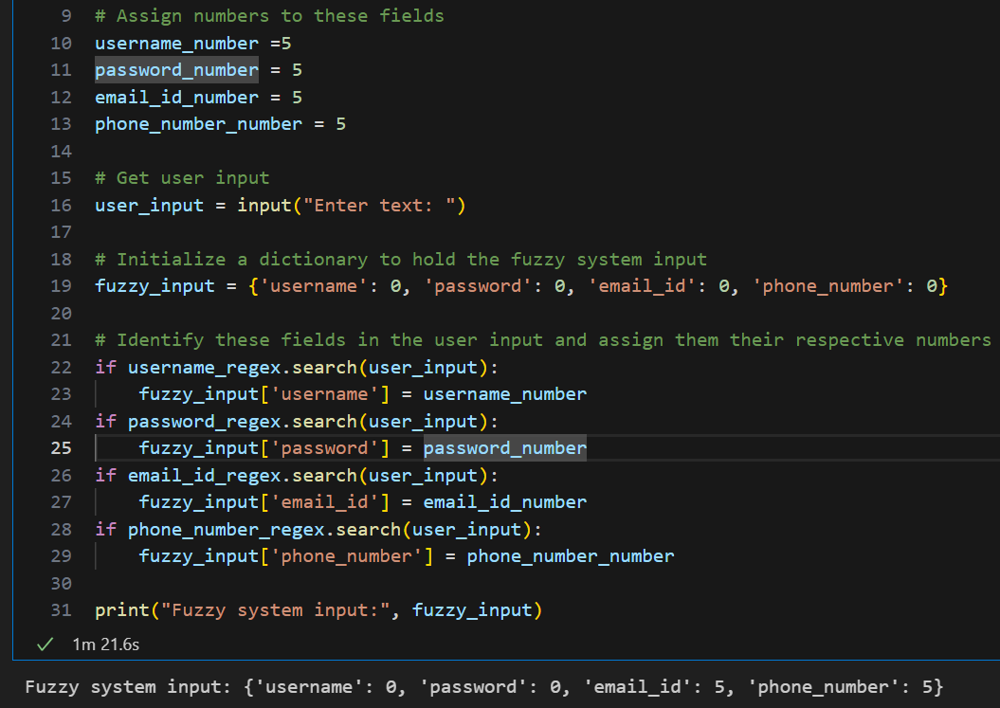 9 # Assign numbers to these fields
10 username_number =5
11 password_number = 5
12 email_id_number = 5
13 phone_number_number = 5
14
15 # Get user input
16 user_input = input("Enter text: ")
17
18 # Initialize a dictionary to hold the fuzzy system input
19 fuzzy_input = {'username': 0, 'password': 0, 'email_id': 0, 'phone_number': 0}
20
21 # Identify these fields in the user input and assign them their respective numbers
22 if username_regex.search(user_input):
23     fuzzy_input['username'] = username_number
24 if password_regex.search(user_input):
25     fuzzy_input['password'] = password_number
26 if email_id_regex.search(user_input):
27     fuzzy_input['email_id'] = email_id_number
28 if phone_number_regex.search(user_input):
29     fuzzy_input['phone_number'] = phone_number_number
30
31 print("Fuzzy system input:", fuzzy_input)
1m 21.6s
Fuzzy system input: {'username': 0, 'password': 0, 'email_id': 5, 'phone_number': 5}